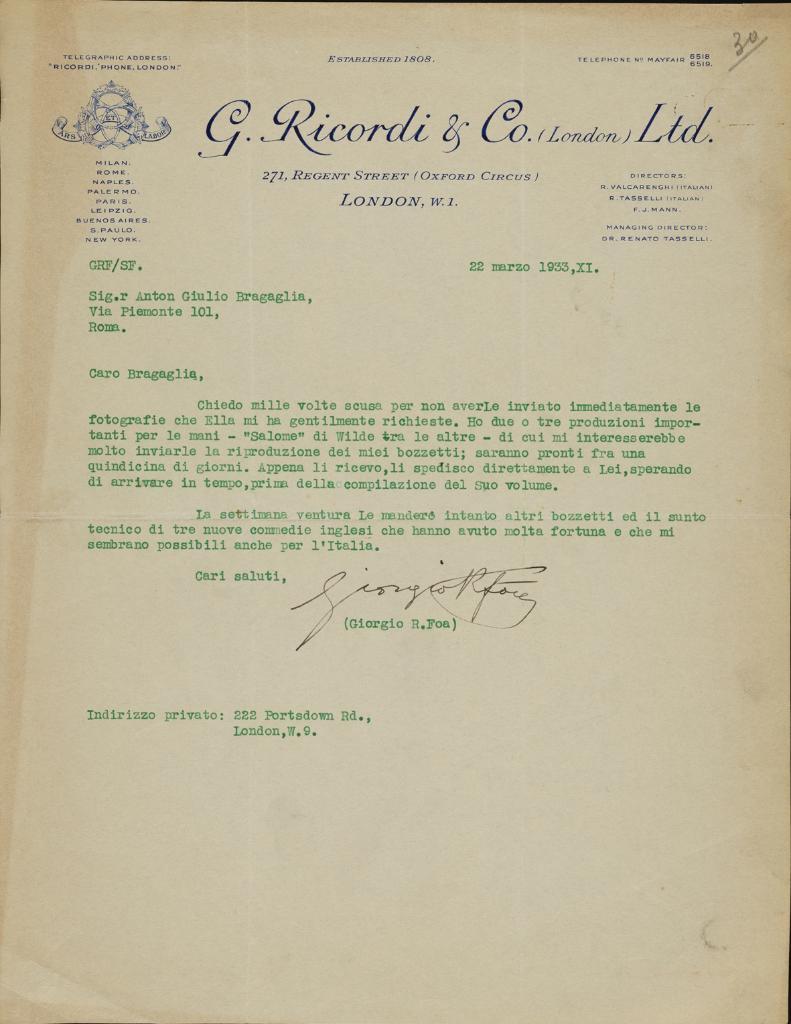 30
TELEGRAPHIC ADDRESS:
"RICORDI, 'PHONE, LONDON."
ESTABLISHED 1808.
TELEPHONE Nº MAYFAIR 6518
6519.
ARS ET LABOR
G. Ricordi & Co. (London) Ltd.
271, REGENT STREET (OXFORD CIRCUS)
LONDON, W.1.
MILAN.
ROME.
NAPLES.
PALERMO.
PARIS.
LEIPZIG.
BUENOS AIRES.
S. PAULO.
NEW YORK.
DIRECTORS:
R. VALCARENGHI (ITALIAN)
R. TASSELLI (ITALIAN)
F. J. MANN.
MANAGING DIRECTOR:
DR. RENATO TASSELLI.
GRF/SF.
22 marzo 1933,XI.
Sig.r Anton Giulio Bragaglia,
Via Piemonte 101,
Roma.
Caro Bragaglia,
Chiedo mille volte scusa per non averLe inviato immediatamente le
fotografie che Ella mi ha gentilmente richieste. Ho due o tre produzioni impor-
tanti per le mani - "Salome" di Wilde tra le altre - di cui mi interesserebbe
molto inviarle la riproduzione dei miei bozzetti; saranno pronti fra una
quindicina di giorni. Appena li ricevo,li spedisco direttamente a Lei,sperando
di arrivare in tempo,prima della compilazione del Suo volume.
La settimana ventura Le manderò intanto altri bozzetti ed il sunto
tecnico di tre nuove commedie inglesi che hanno avuto molta fortuna e che mi
sembrano possibili anche per l'Italia.
Cari saluti,
Giorgio R Foa
(Giorgio R.Foa)
Indirizzo privato: 222 Portsdown Rd.,
London,W.9.